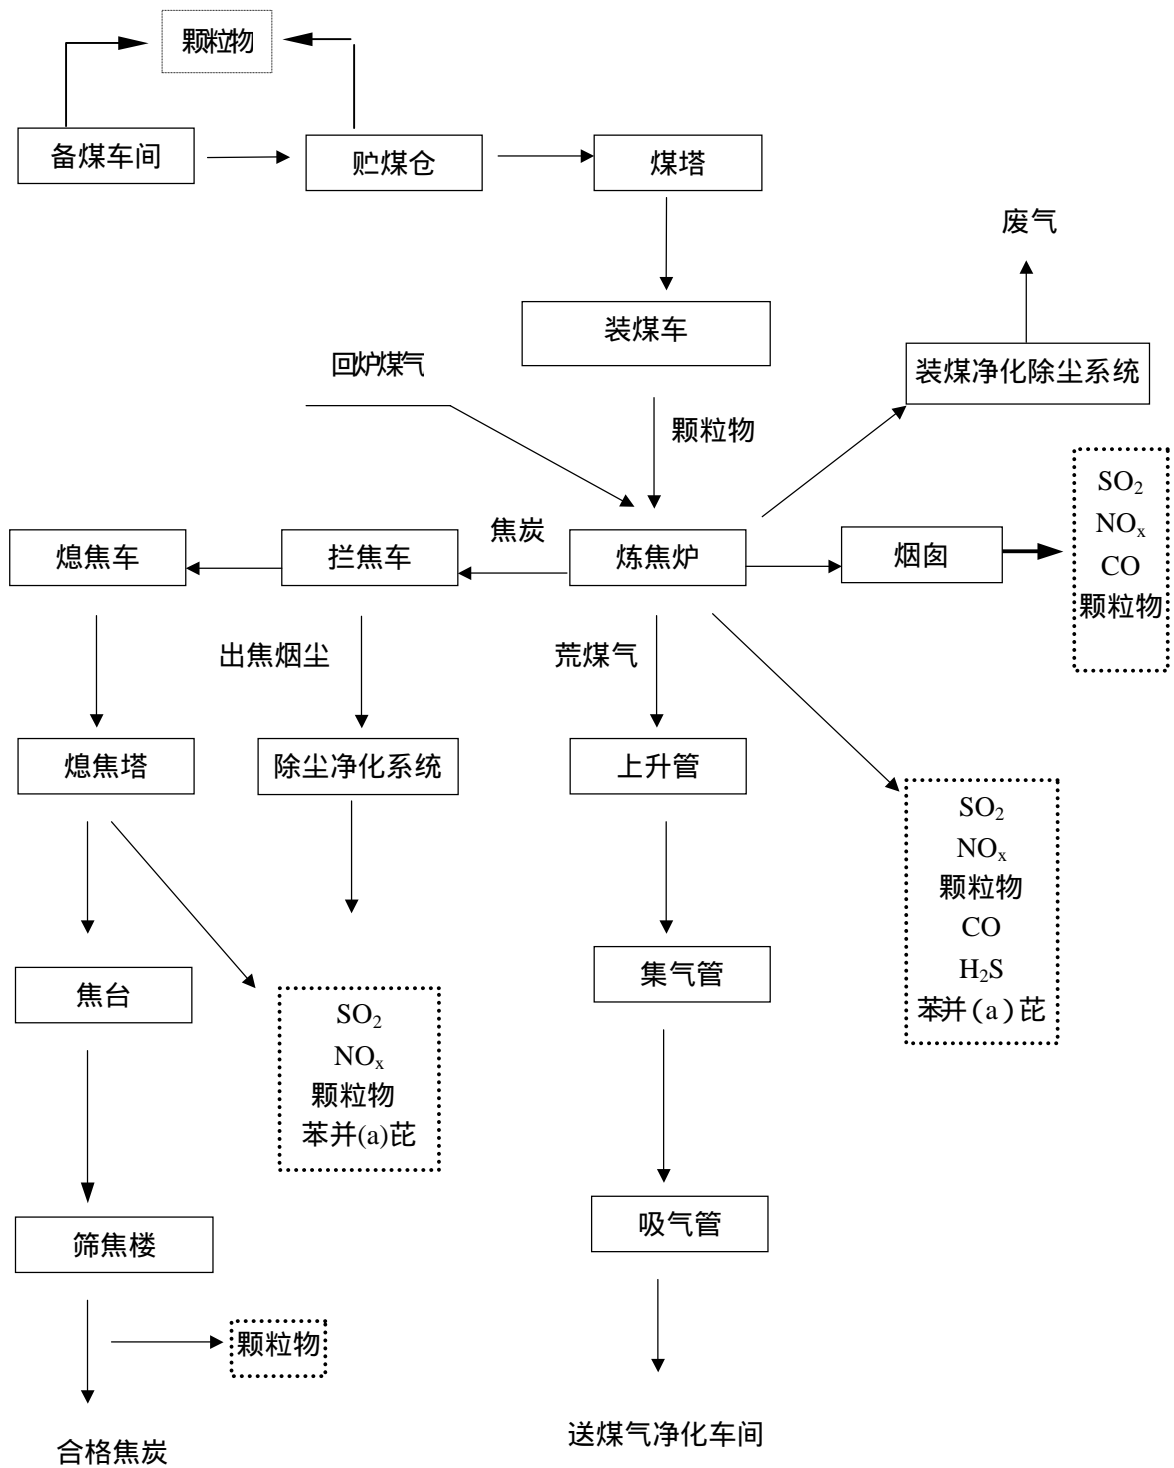 颗粒物
备煤车间
贮煤仓
煤塔
废气
装煤车
回炉煤气
装煤净化除尘系统
颗粒物
SO₂
NOₓ
CO
颗粒物
焦炭
熄焦车
拦焦车
炼焦炉
烟囱
出焦烟尘
荒煤气
熄焦塔
除尘净化系统
上升管
SO₂
NOₓ
颗粒物
CO
H₂S
苯并(a)芘
焦台
集气管
SO₂
NOₓ
颗粒物
苯并(a)芘
筛焦楼
吸气管
颗粒物
合格焦炭
送煤气净化车间